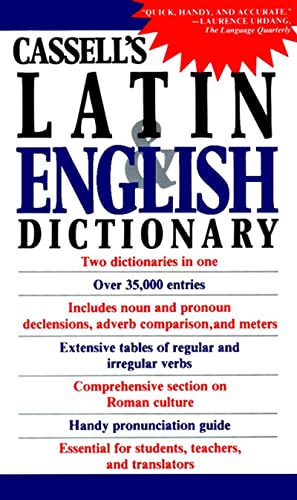 "QUICK, HANDY, AND ACCURATE."
—LAURENCE URDANG,
The Language Quarterly
CASSELL'S
LATIN
&
ENGLISH
DICTIONARY
Two dictionaries in one
Over 35,000 entries
Includes noun and pronoun
declensions, adverb comparison, and meters
Extensive tables of regular and
irregular verbs
Comprehensive section on
Roman culture
Handy pronunciation guide
Essential for students, teachers,
and translators